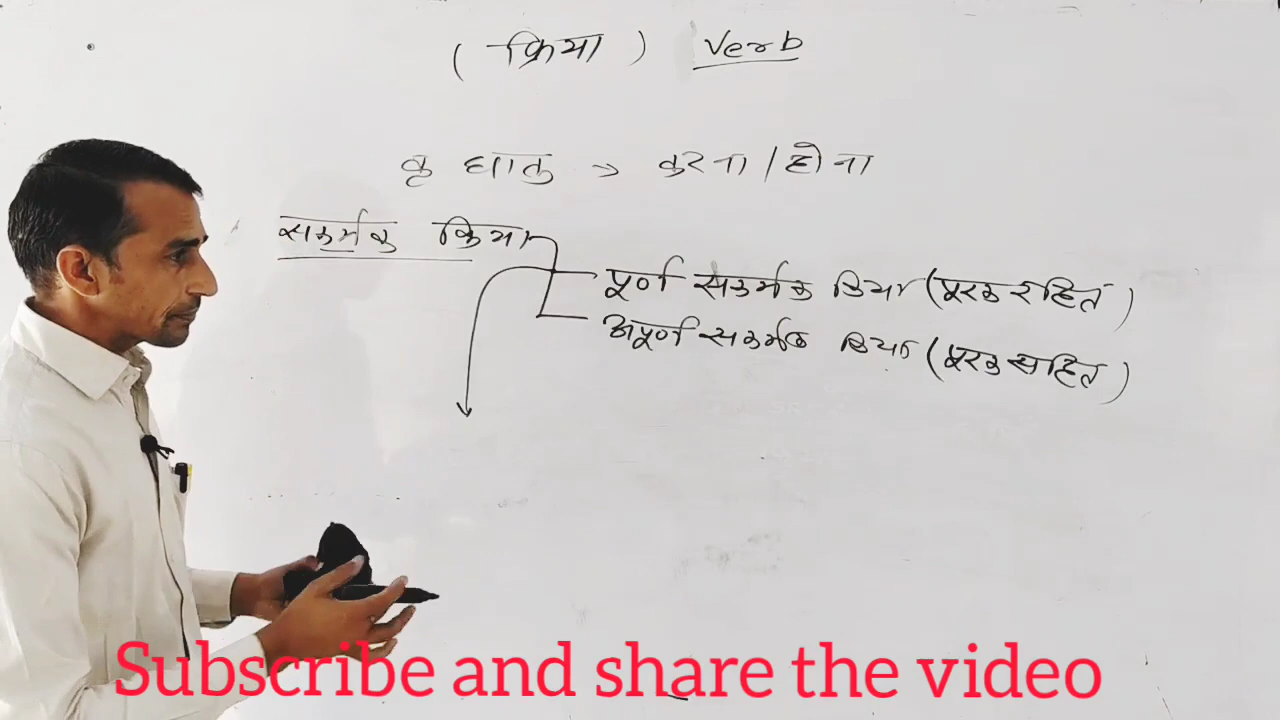 (क्रिया) Verb
कृ धातु → करना/होना
सकर्मक क्रिया
पूर्ण सकर्मक क्रिया (पूरक रहित)
अपूर्ण सकर्मक क्रिया (पूरक सहित)
Subscribe and share the video